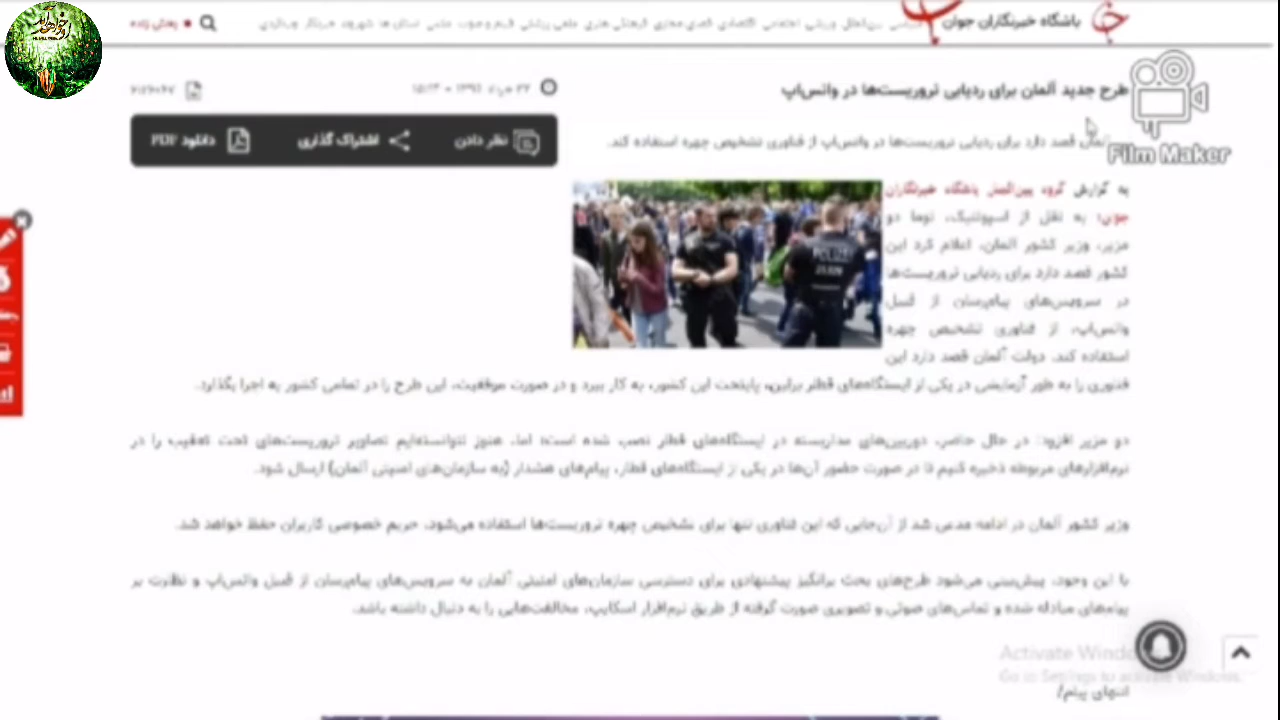 باشگاه خبرنگاران جوان
پخش زنده
طرح جدید آلمان برای ردیابی تروریست‌ها در واتس‌اپ
Film Maker
نظر دادن
اشتراک گذاری
دانلود PDF
آلمان قصد دارد برای ردیابی تروریست‌ها در واتس‌اپ از فناوری تشخیص چهره استفاده کند.
به گزارش گروه بین‌الملل باشگاه خبرنگاران
جوان؛ به نقل از اسپوتنیک، توما دو
مزیر، وزیر کشور آلمان، اعلام کرد این
کشور قصد دارد برای ردیابی تروریست‌ها
در سرویس‌های پیام‌رسان از قبیل
واتس‌اپ، از فناوری تشخیص چهره
استفاده کند. دولت آلمان قصد دارد این
POLIZEI
فناوری را به طور آزمایشی در یکی از ایستگاه‌های قطار برلین، پایتخت این کشور، به کار ببرد و در صورت موفقیت، این طرح را در تمامی کشور به اجرا بگذارد.
دو مزیر افزود: در حال حاضر، دوربین‌های مداربسته در ایستگاه‌های قطار نصب شده است؛ اما، هنوز نتوانسته‌ایم تصاویر تروریست‌های تحت تعقیب را در
نرم‌افزارهای مربوطه ذخیره کنیم تا در صورت حضور آن‌ها در یکی از ایستگاه‌های قطار، پیام‌های هشدار (به سازمان‌های امنیتی آلمان) ارسال شود.
وزیر کشور آلمان در ادامه مدعی شد از آن‌جایی که این فناوری تنها برای تشخیص چهره تروریست‌ها استفاده می‌شود، حریم خصوصی کاربران حفظ خواهد شد.
با این وجود، پیش‌بینی می‌شود طرح‌های بحث برانگیز پیشنهادی برای دسترسی سازمان‌های امنیتی آلمان به سرویس‌های پیام‌رسان از قبیل واتس‌اپ و نظارت بر
پیام‌های مبادله شده و تماس‌های صوتی و تصویری صورت گرفته از طریق نرم‌افزار اسکایپ، مخالفت‌هایی را به دنبال داشته باشد.
Activate Windows
Go to Settings to activate Windows.
انتهای پیام/